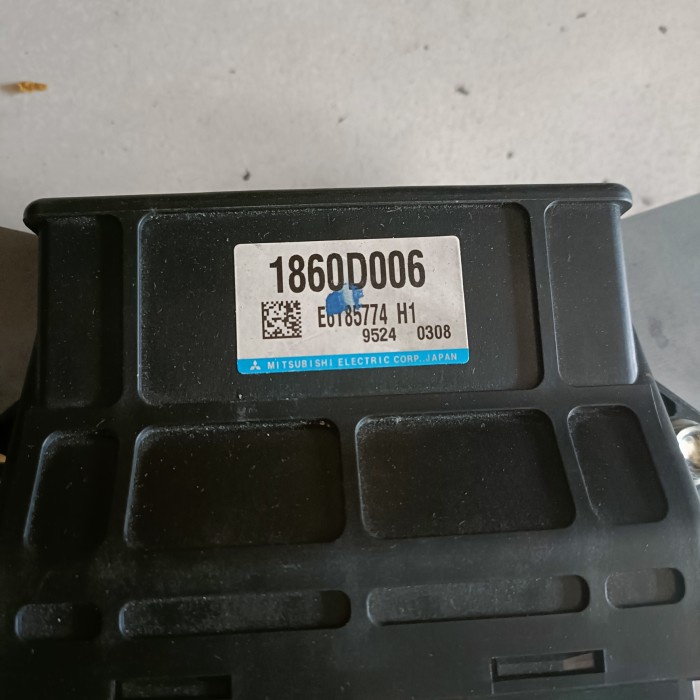 1860D006
E6T85774 H1
9524 0308
MITSUBISHI ELECTRIC CORP. JAPAN